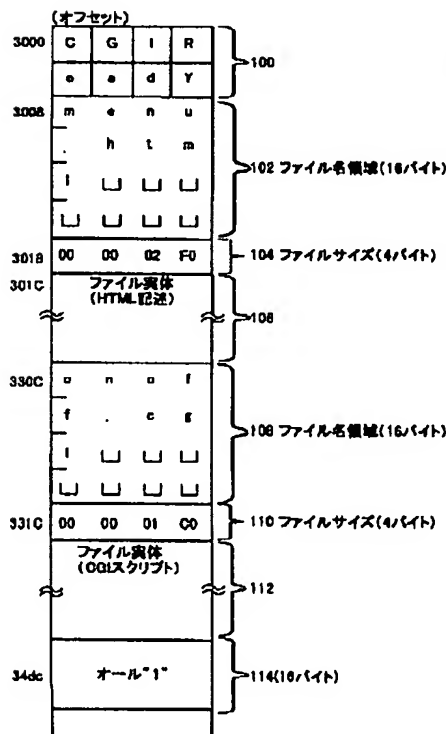 (オフセット)
3000 C G I R
e a d Y
100
3008 m e n u
. h t m
l ␣ ␣ ␣
␣ ␣ ␣ ␣
102 ファイル名領域(16バイト)
3018 00 00 02 F0
104 ファイルサイズ(4バイト)
301C ファイル実体
(HTML記述)
106
330C o n o f
f . c g
i ␣ ␣ ␣
␣ ␣ ␣ ␣
108 ファイル名領域(16バイト)
331C 00 00 01 C0
110 ファイルサイズ(4バイト)
ファイル実体
(CGIスクリプト)
112
34dc オール"1"
114(16バイト)